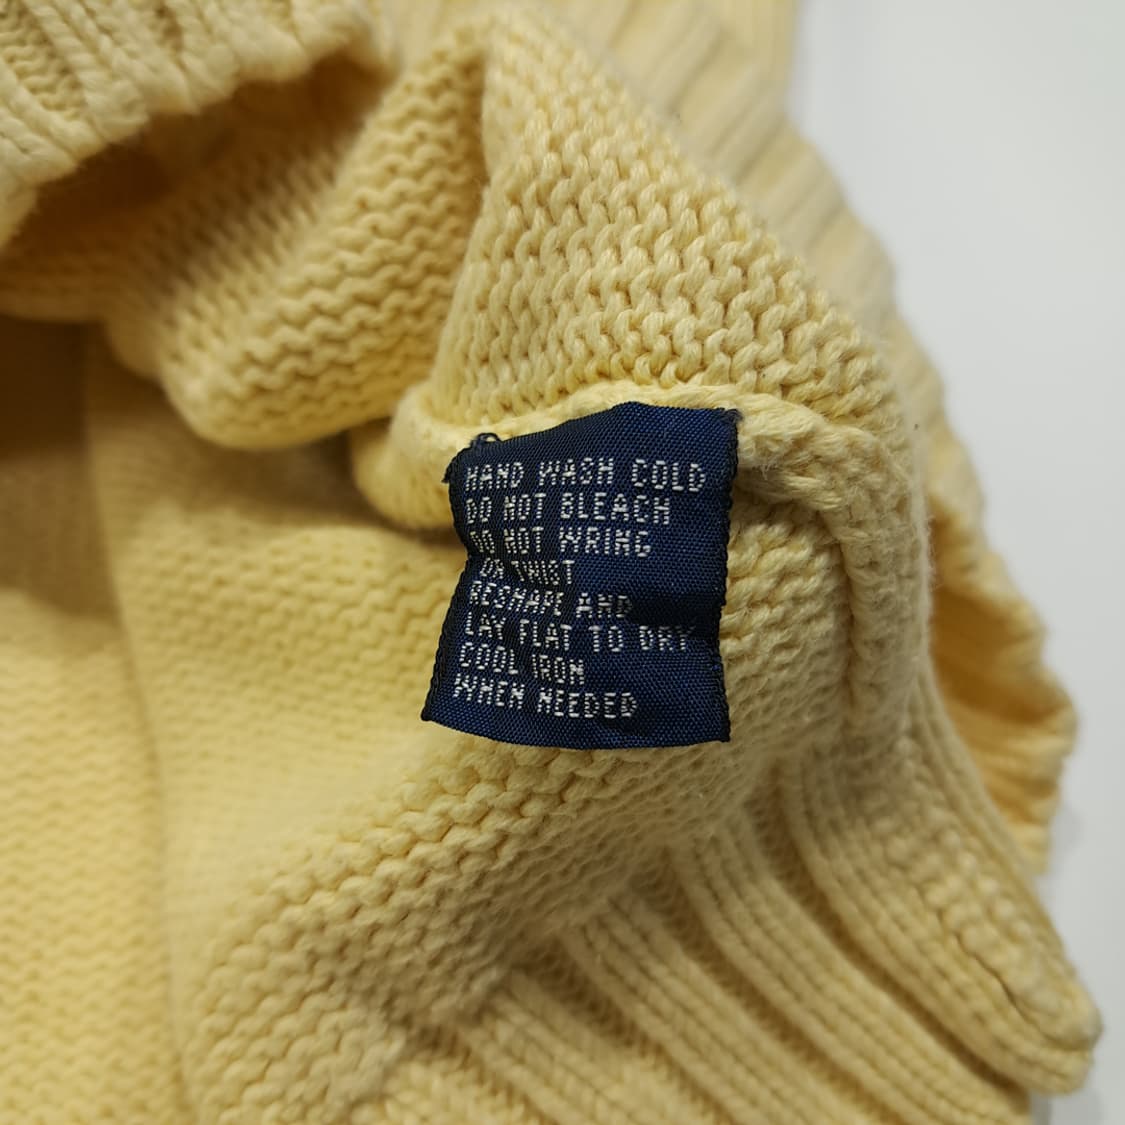 HAND WASH COLD
DO NOT BLEACH
DO NOT WRING
OR TWIST
RESHAPE AND
LAY FLAT TO DRY
COOL IRON
WHEN NEEDED